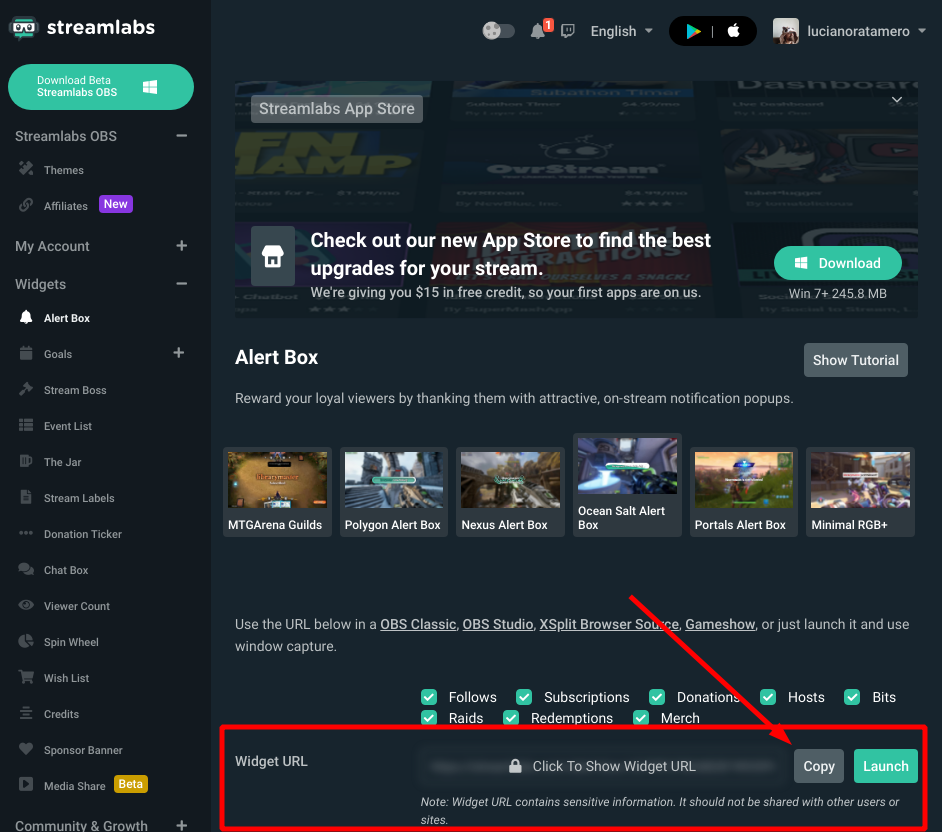 streamlabs
1
English
lucianoratamero
Download Beta
Streamlabs OBS
Streamlabs OBS
Themes
Affiliates New
My Account
Widgets
Alert Box
Goals
Stream Boss
Event List
The Jar
Stream Labels
Donation Ticker
Chat Box
Viewer Count
Spin Wheel
Wish List
Credits
Sponsor Banner
Media Share Beta
Community & Growth
Streamlabs App Store
Subathon Timer
Dashboard
OvrStream
Check out our new App Store to find the best
upgrades for your stream.
We're giving you $15 in free credit, so your first apps are on us.
Download
Win 7+ 245.8 MB
Alert Box
Show Tutorial
Reward your loyal viewers by thanking them with attractive, on-stream notification popups.
MTGArena Guilds
Polygon Alert Box
Nexus Alert Box
Ocean Salt Alert
Box
Portals Alert Box
Minimal RGB+
Use the URL below in a OBS Classic, OBS Studio, XSplit Browser Source, Gameshow, or just launch it and use
window capture.
Follows Subscriptions Donations Hosts Bits
Raids Redemptions Merch
Widget URL
Click To Show Widget URL
Copy
Launch
Note: Widget URL contains sensitive information. It should not be shared with other users or
sites.